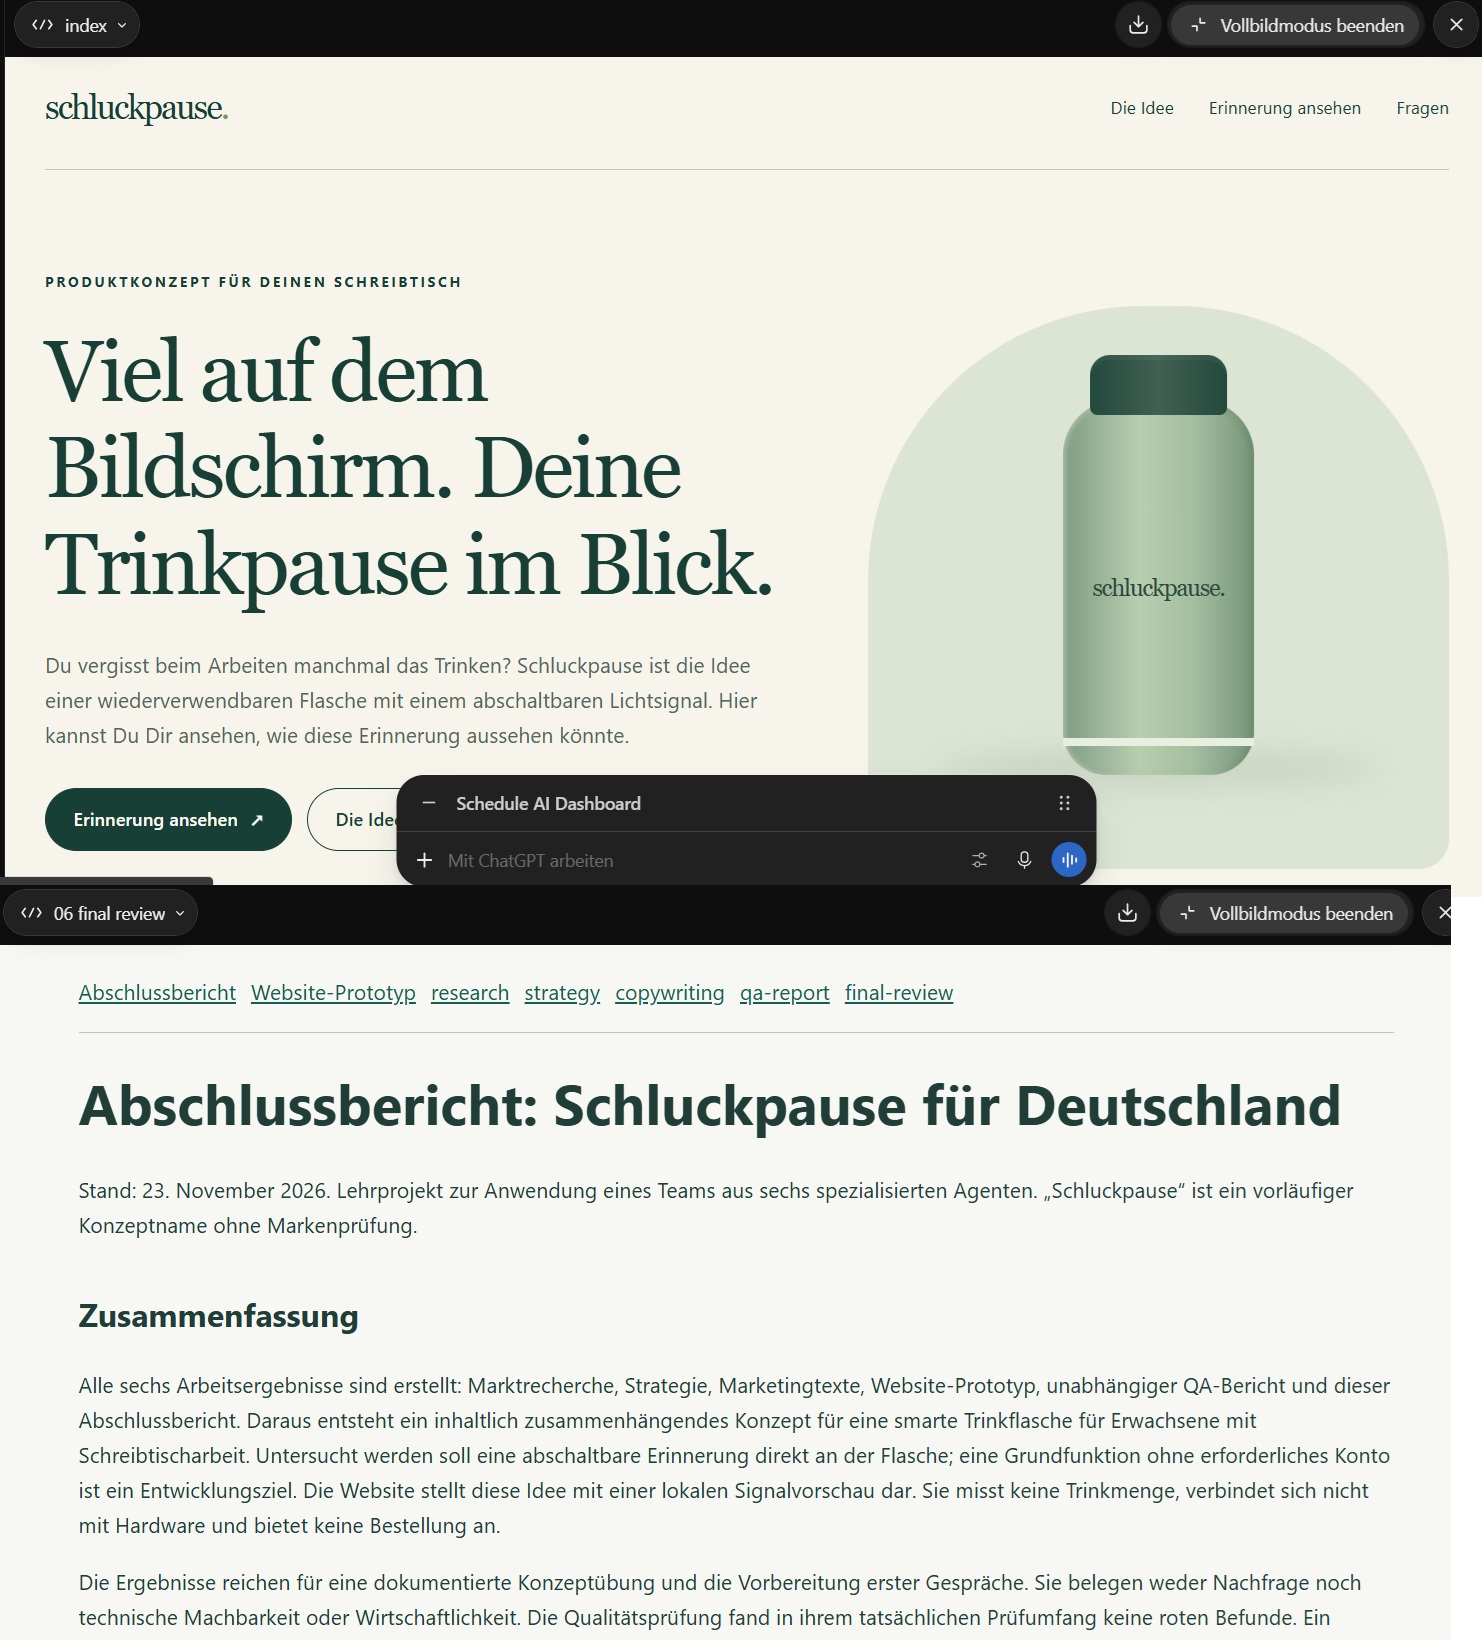 index
Vollbildmodus beenden
schluckpause.
Die Idee
Erinnerung ansehen
Fragen
PRODUKTKONZEPT FÜR DEINEN SCHREIBTISCH
Viel auf dem
Bildschirm. Deine
Trinkpause im Blick.
schluckpause.
Du vergisst beim Arbeiten manchmal das Trinken? Schluckpause ist die Idee
einer wiederverwendbaren Flasche mit einem abschaltbaren Lichtsignal. Hier
kannst Du Dir ansehen, wie diese Erinnerung aussehen könnte.
Erinnerung ansehen ↗
Die Idee
Schedule AI Dashboard
Mit ChatGPT arbeiten
06 final review
Vollbildmodus beenden
Abschlussbericht Website-Prototyp research strategy copywriting qa-report final-review
Abschlussbericht: Schluckpause für Deutschland
Stand: 23. November 2026. Lehrprojekt zur Anwendung eines Teams aus sechs spezialisierten Agenten. „Schluckpause“ ist ein vorläufiger
Konzeptname ohne Markenprüfung.
Zusammenfassung
Alle sechs Arbeitsergebnisse sind erstellt: Marktrecherche, Strategie, Marketingtexte, Website-Prototyp, unabhängiger QA-Bericht und dieser
Abschlussbericht. Daraus entsteht ein inhaltlich zusammenhängendes Konzept für eine smarte Trinkflasche für Erwachsene mit
Schreibtischarbeit. Untersucht werden soll eine abschaltbare Erinnerung direkt an der Flasche; eine Grundfunktion ohne erforderliches Konto
ist ein Entwicklungsziel. Die Website stellt diese Idee mit einer lokalen Signalvorschau dar. Sie misst keine Trinkmenge, verbindet sich nicht
mit Hardware und bietet keine Bestellung an.
Die Ergebnisse reichen für eine dokumentierte Konzeptübung und die Vorbereitung erster Gespräche. Sie belegen weder Nachfrage noch
technische Machbarkeit oder Wirtschaftlichkeit. Die Qualitätsprüfung fand in ihrem tatsächlichen Prüfumfang keine roten Befunde. Ein